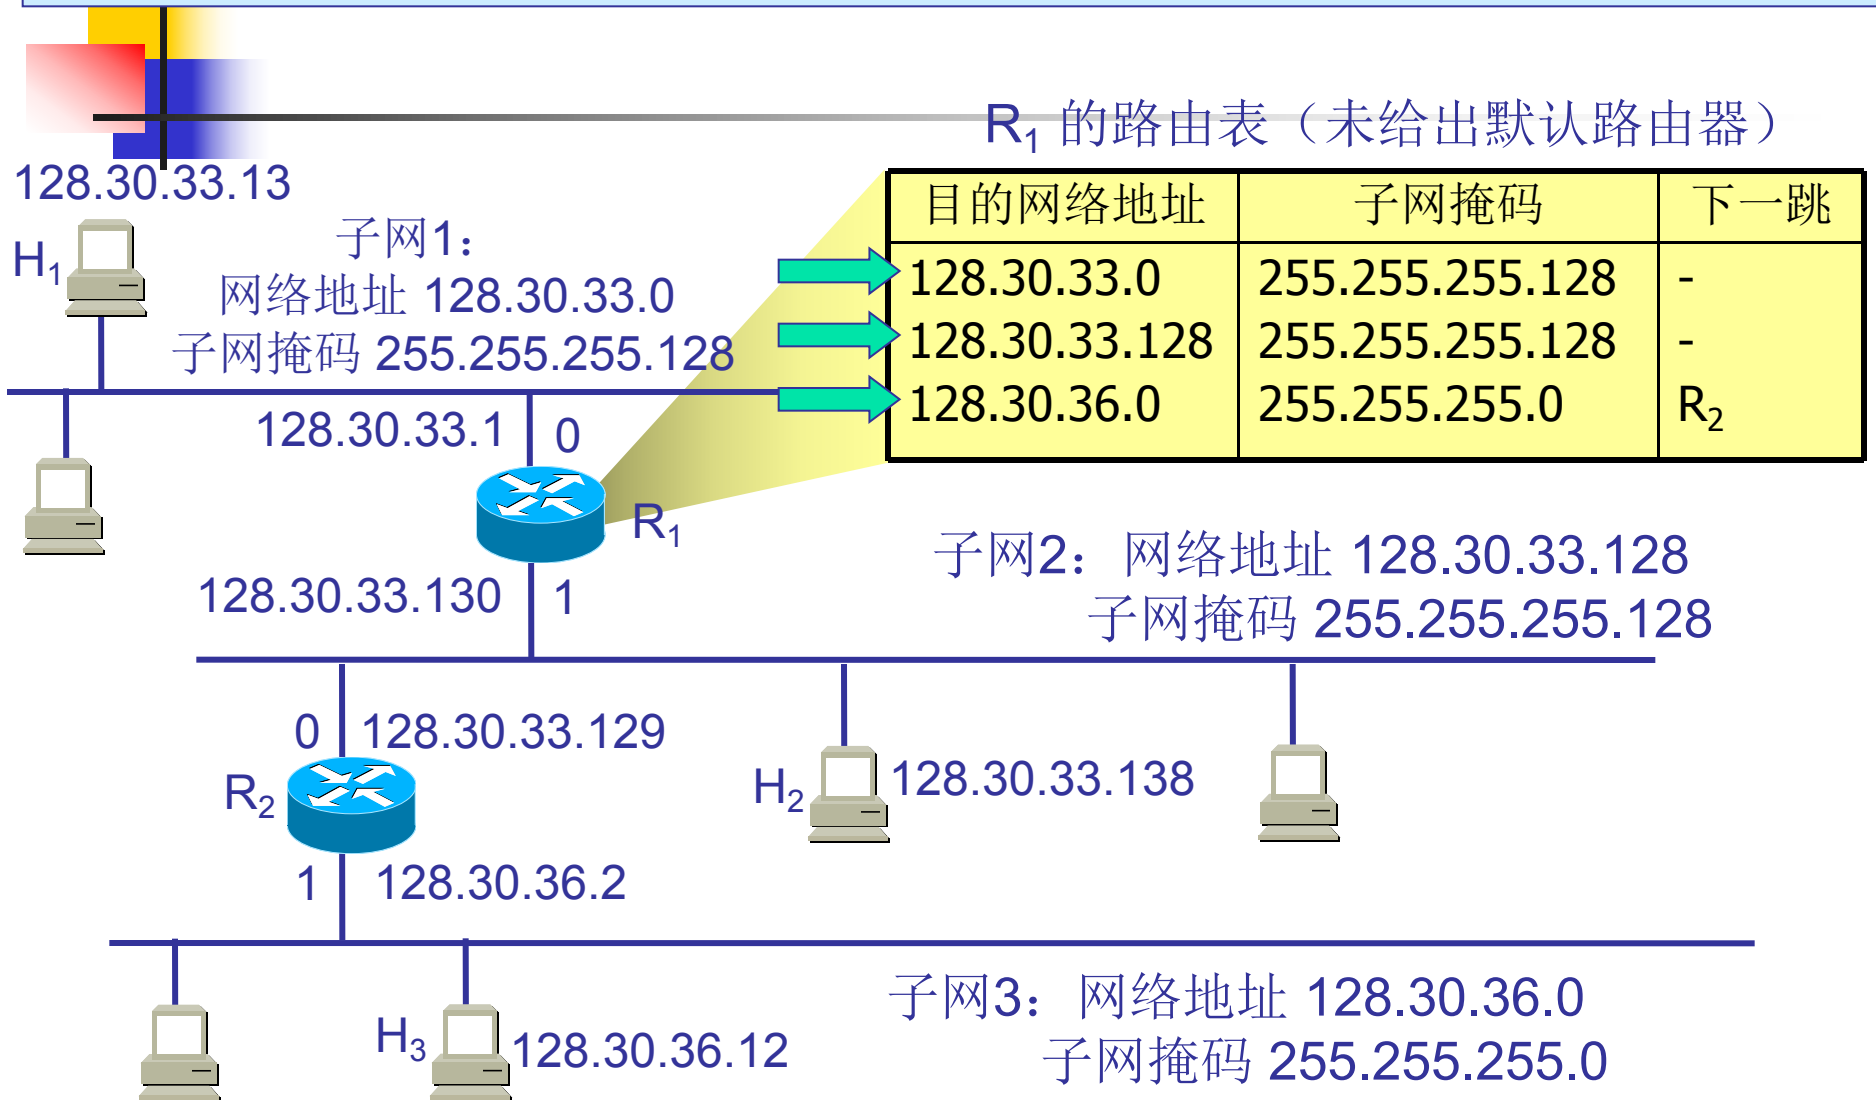 R1 的路由表（未给出默认路由器）
目的网络地址 子网掩码 下一跳
128.30.33.0 255.255.255.128 -
128.30.33.128 255.255.255.128 -
128.30.36.0 255.255.255.0 R2
128.30.33.13
H1
子网1：
网络地址 128.30.33.0
子网掩码 255.255.255.128
128.30.33.1 0
R1
128.30.33.130 1
子网2：网络地址 128.30.33.128
子网掩码 255.255.255.128
0 128.30.33.129
R2
H2 128.30.33.138
1 128.30.36.2
子网3：网络地址 128.30.36.0
子网掩码 255.255.255.0
H3 128.30.36.12